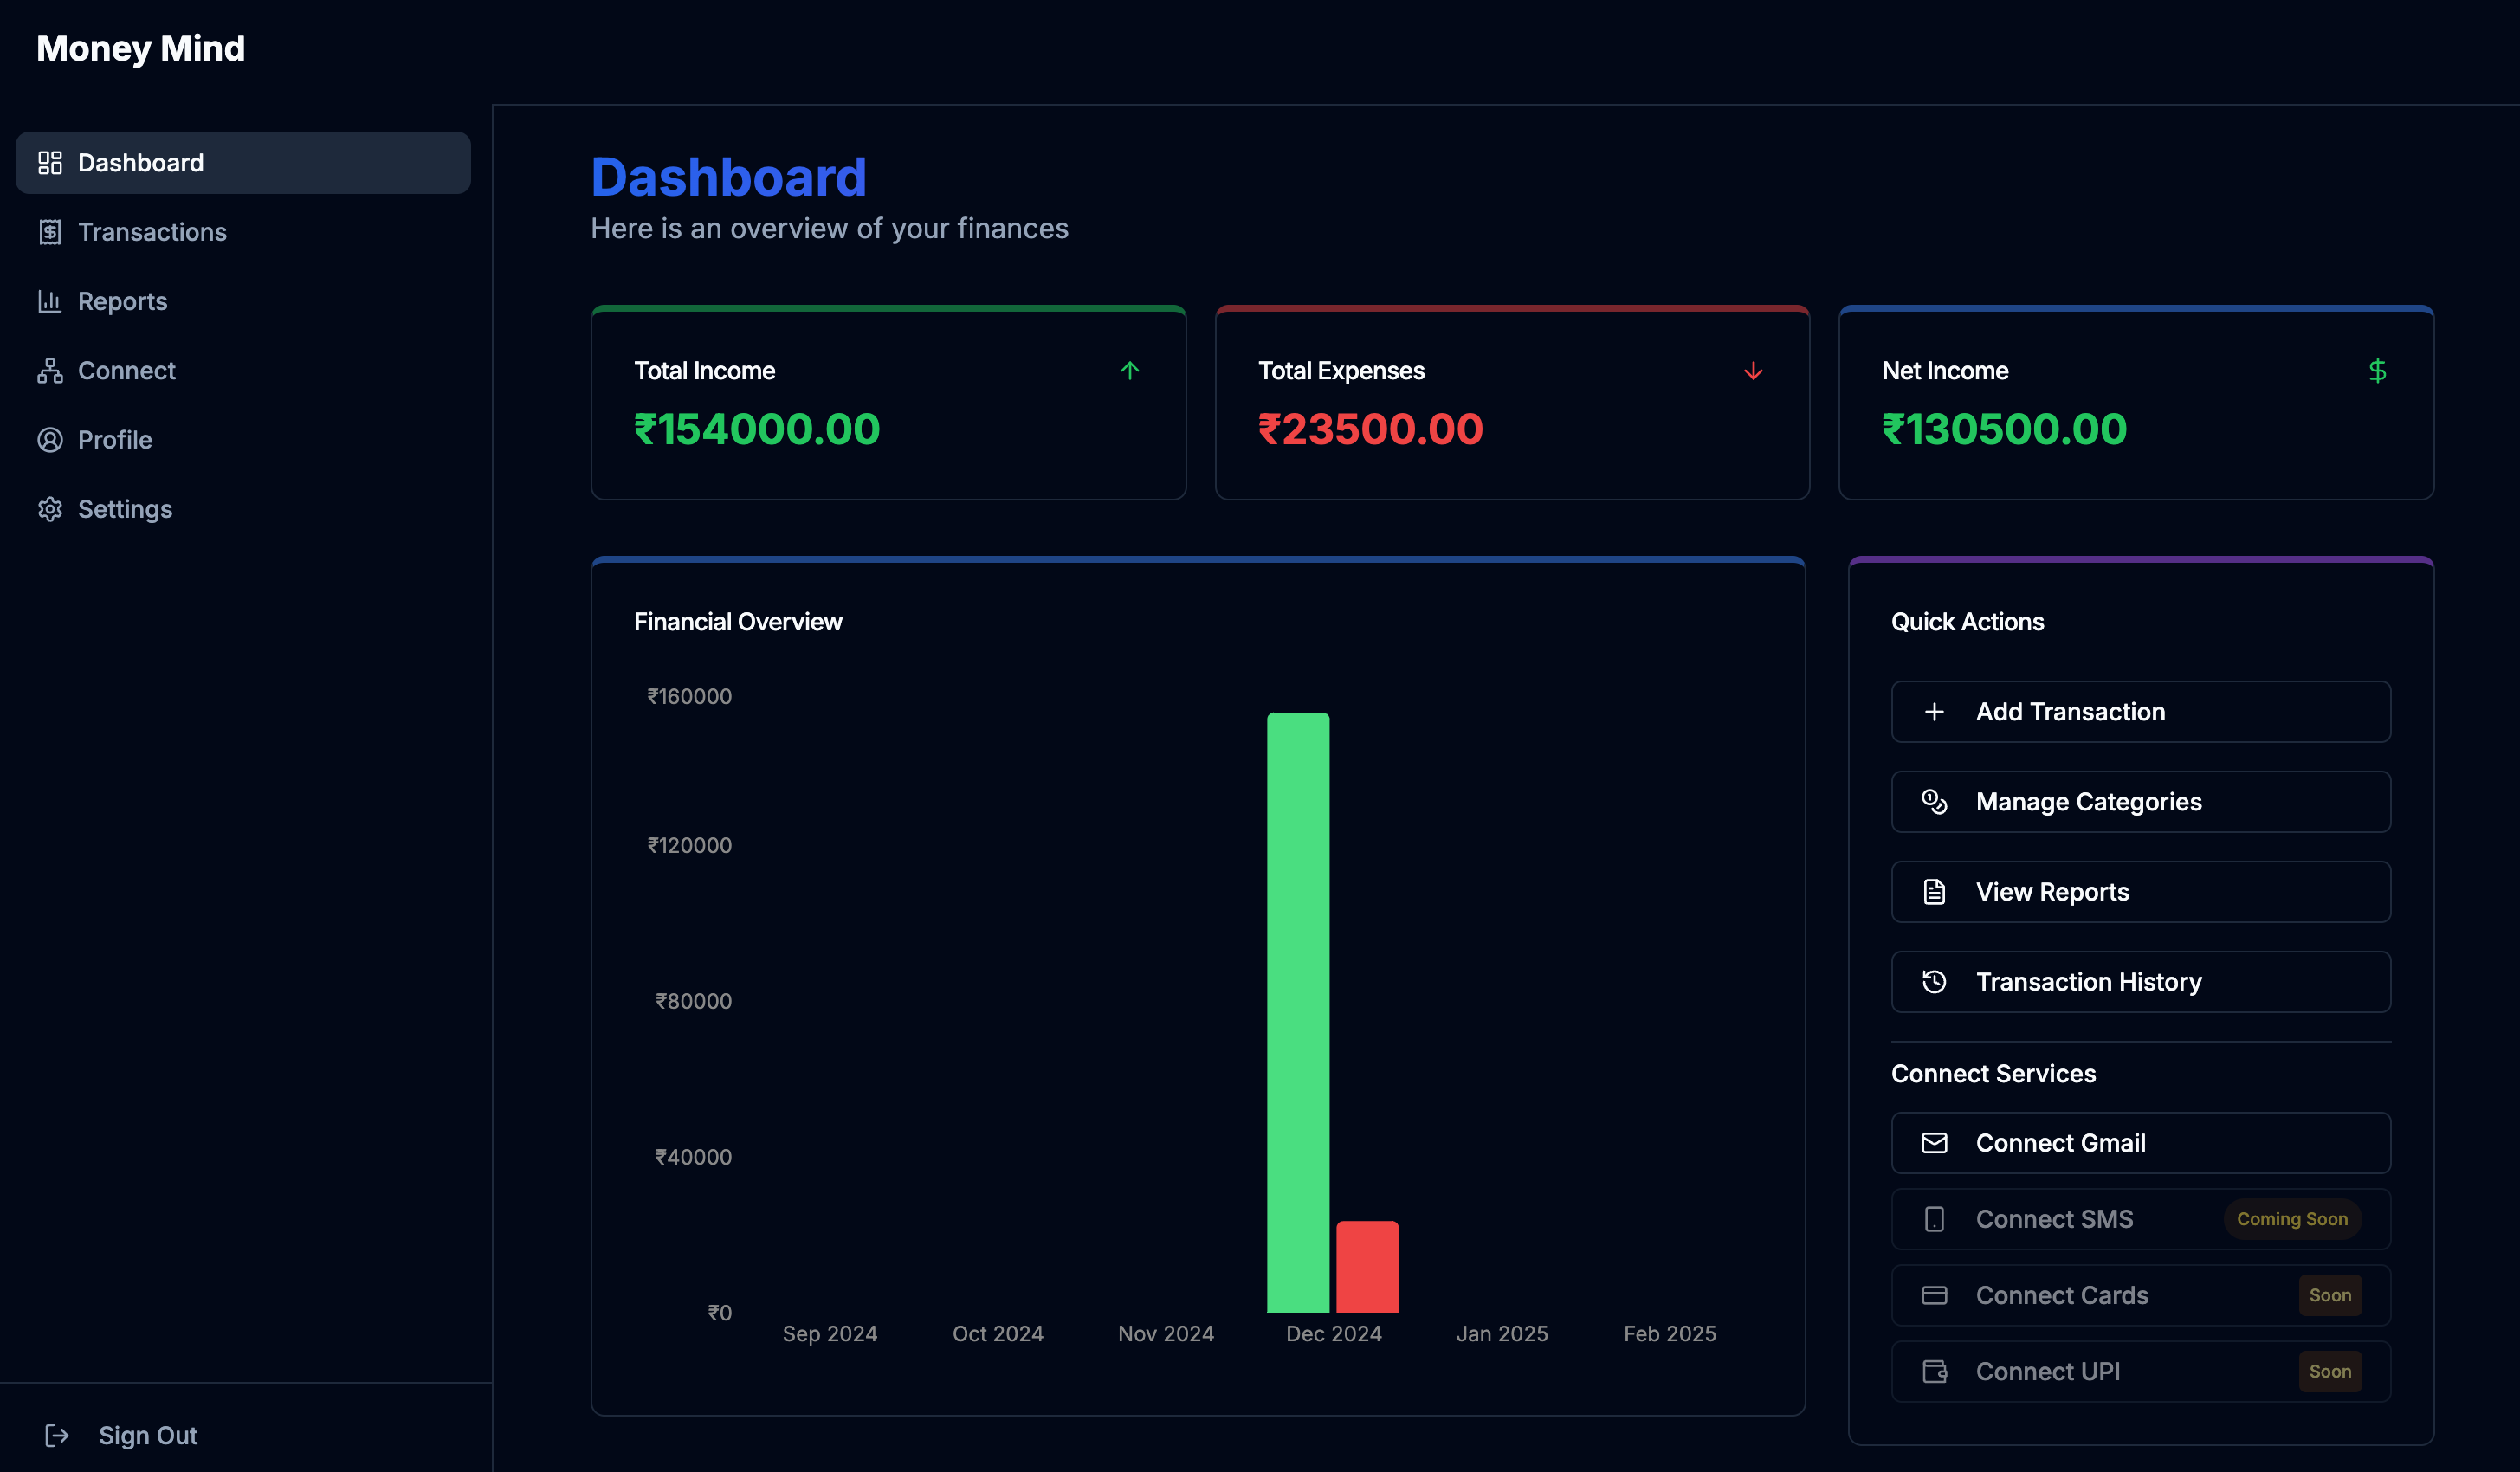 Money Mind
Dashboard
Transactions
Reports
Connect
Profile
Settings
Sign Out
Dashboard
Here is an overview of your finances
Total Income
₹154000.00
Total Expenses
₹23500.00
Net Income
$
₹130500.00
Financial Overview
₹160000
₹120000
₹80000
₹40000
₹0
Sep 2024 Oct 2024 Nov 2024 Dec 2024 Jan 2025 Feb 2025
Quick Actions
Add Transaction
Manage Categories
View Reports
Transaction History
Connect Services
Connect Gmail
Connect SMS Coming Soon
Connect Cards Soon
Connect UPI Soon